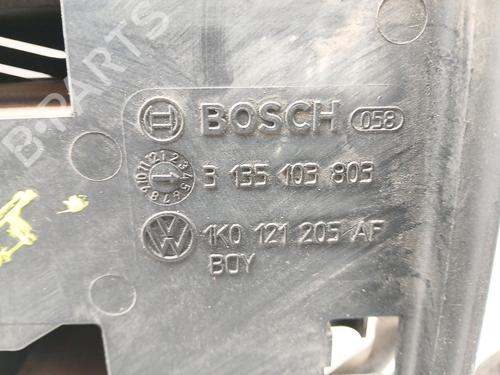 BOSCH 058
3 135 103 803
1K0 121 205 AF
BOY
B-PARTS